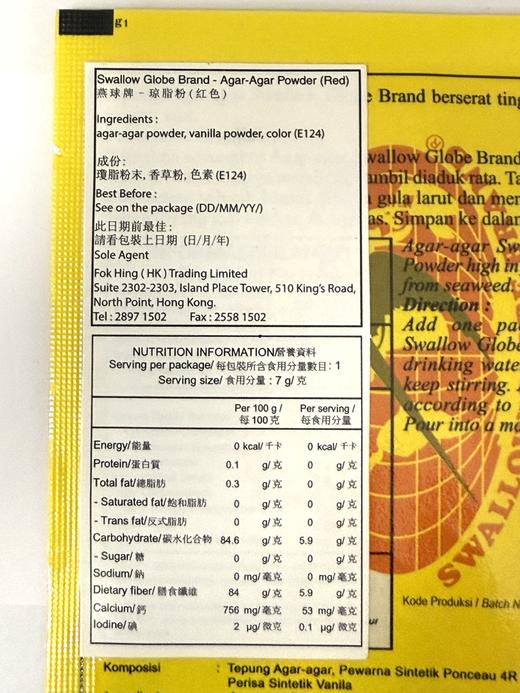 g1
Swallow Globe Brand - Agar-Agar Powder (Red)
燕球牌 - 瓊脂粉(紅色)
Ingredients :
agar-agar powder, vanilla powder, color (E124)
成份:
瓊脂粉末, 香草粉, 色素(E124)
Best Before :
See on the package (DD/MM/YY/)
此日期前最佳:
請看包裝上日期 (日/月/年)
Sole Agent
Fok Hing ( HK ) Trading Limited
Suite 2302-2303, Island Place Tower, 510 King's Road,
North Point, Hong Kong.
Tel : 2897 1502 Fax : 2558 1502
NUTRITION INFORMATION/營養資料
Serving per package/ 每包裝所含食用分量數目 : 1
Serving size/ 食用分量 : 7 g/ 克
Per 100 g / Per serving /
每 100 克 每食用分量
Energy/能量 0 kcal/ 千卡 0 kcal/ 千卡
Protein/蛋白質 0.1 g/ 克 0 g/ 克
Total fat/總脂肪 0.3 g/ 克 0 g/ 克
- Saturated fat/飽和脂肪 0 g/ 克 0 g/ 克
- Trans fat/反式脂肪 0 g/ 克 0 g/ 克
Carbohydrate/碳水化合物 84.6 g/ 克 5.9 g/ 克
- Sugar/ 糖 0 g/ 克 0 g/ 克
Sodium/ 鈉 0 mg/ 毫克 0 mg/ 毫克
Dietary fiber/ 膳食纖維 84 g/ 克 5.9 g/ 克
Calcium/ 鈣 756 mg/ 毫克 53 mg/ 毫克
Iodine/ 碘 2 µg/ 微克 0.1 µg/ 微克
Brand berserat ting
wallow Globe Brand
ambil diaduk rata. Ta
gula larut dan men
as. Simpan ke dalam
Agar-agar Sw
Powder high in
from seaweed.
Direction :
Add one pa
Swallow Globe
drinking wate
keep stirring. A
according to
Pour into a mo
SWALLO
Kode Produksi / Batch N
Komposisi : Tepung Agar-agar, Pewarna Sintetik Ponceau 4R
Perisa Sintetik Vanila